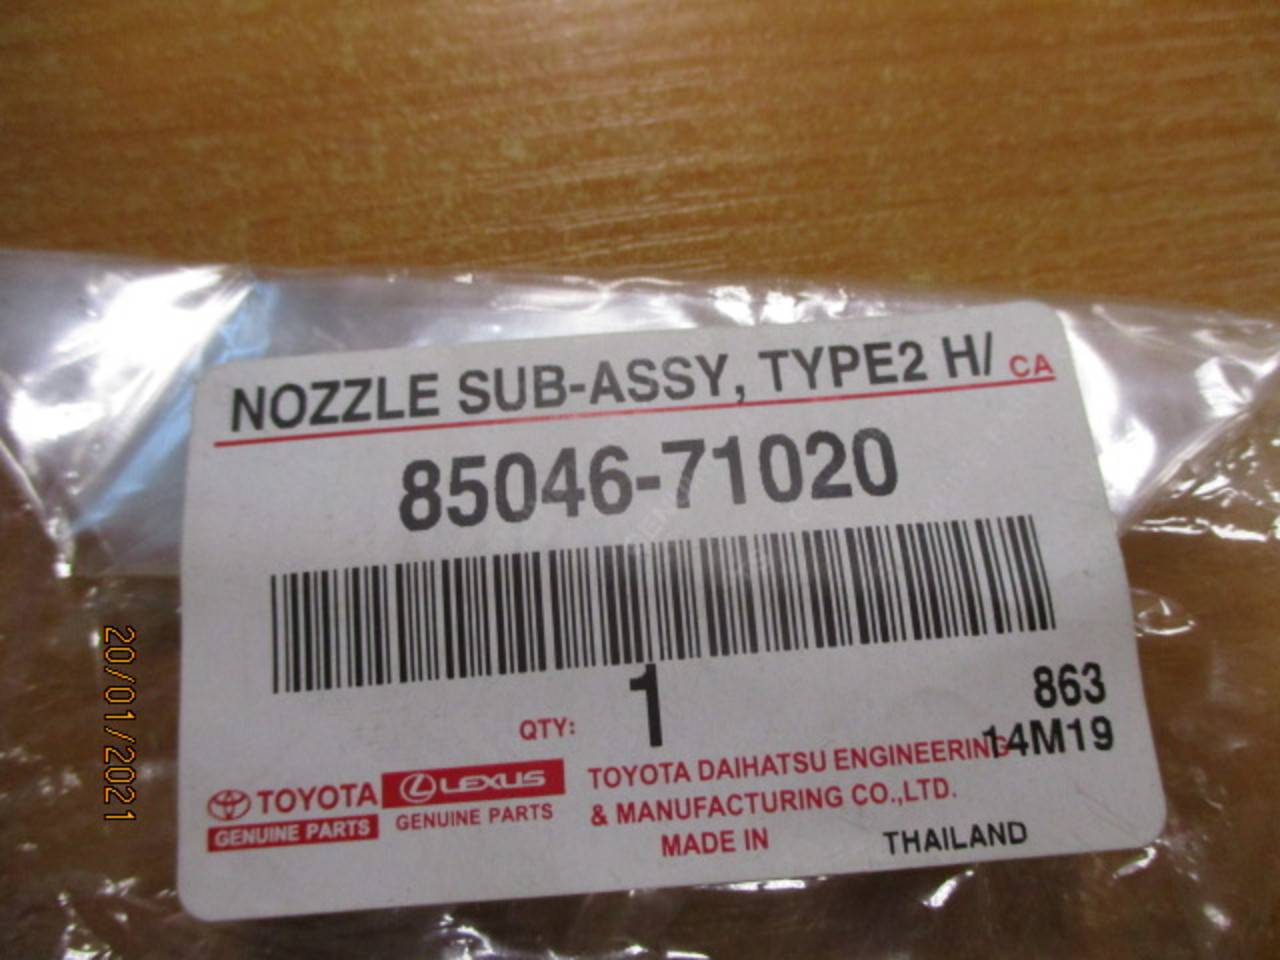 NOZZLE SUB-ASSY, TYPE2 H/ CA
85046-71020
QTY: 1
863
14M19
TOYOTA
GENUINE PARTS
LEXUS
GENUINE PARTS
TOYOTA DAIHATSU ENGINEERING
& MANUFACTURING CO.,LTD.
MADE IN THAILAND
20/01/2021